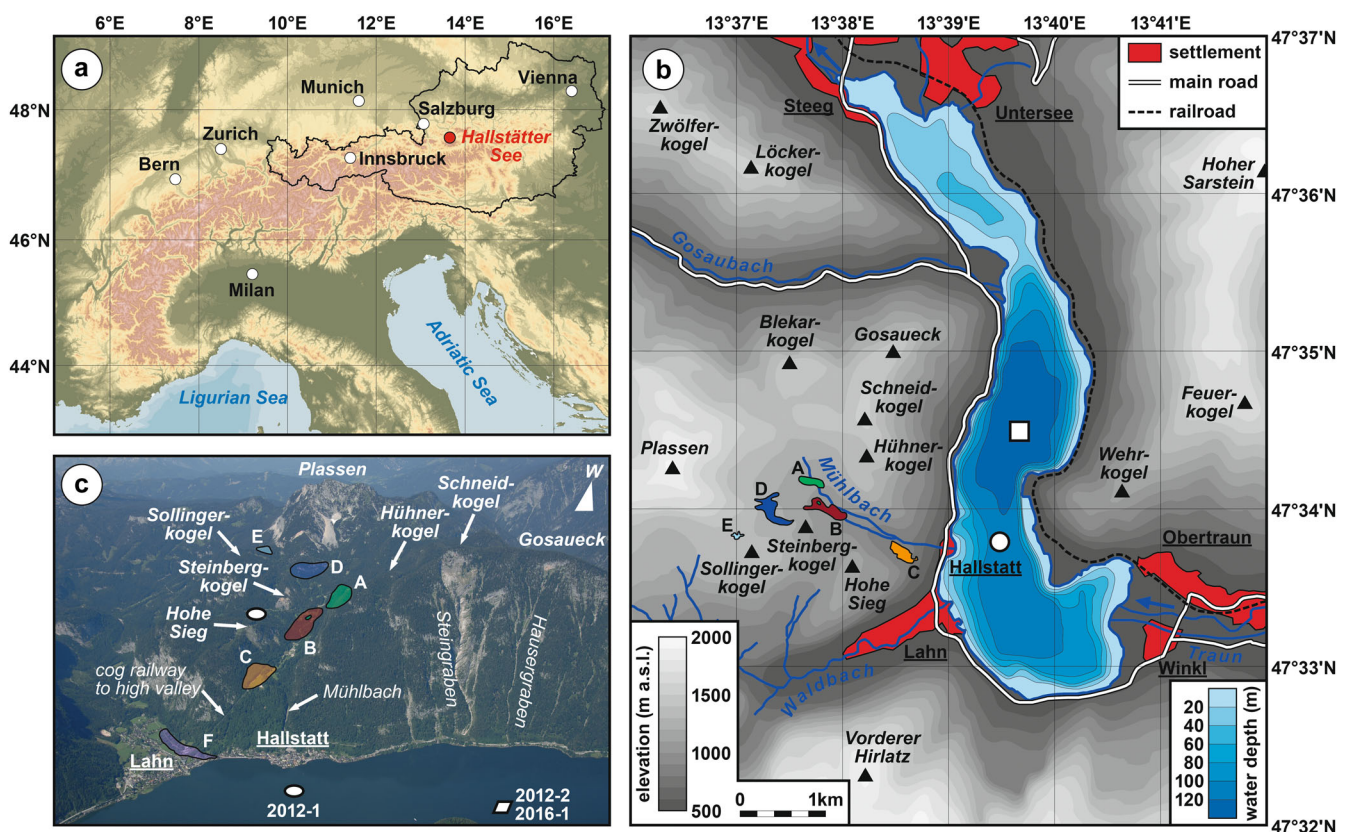 6°E 8°E 10°E 12°E 14°E 16°E
48°N
46°N
44°N
a
Munich
Vienna
Salzburg
Hallstätter
See
Zurich
Bern
Innsbruck
Milan
Adriatic Sea
Ligurian Sea
13°37'E 13°38'E 13°39'E 13°40'E 13°41'E
47°37'N
47°36'N
47°35'N
47°34'N
47°33'N
47°32'N
b
settlement
main road
railroad
Steeg
Untersee
Zwölfer-
kogel
Löcker-
kogel
Hoher
Sarstein
Gosaubach
Blekar-
kogel
Gosaueck
Schneid-
kogel
Feuer-
kogel
Hühner-
kogel
Plassen
Wehr-
kogel
A
Mühlbach
D
B
E
Steinberg-
kogel
Sollinger-
kogel
C
Hohe
Sieg
Hallstatt
Obertraun
Lahn
Traun
Winkl
Waldbach
Vorderer
Hirlatz
elevation (m a.s.l.)
2000
1500
1000
500
0 1km
water depth (m)
20
40
60
80
100
120
c
Plassen
W
Schneid-
kogel
Sollinger-
kogel
Hühner-
kogel
Gosaueck
E
Steinberg-
kogel
D
A
Hohe
Sieg
B
C
Steingraben
Hausergraben
cog railway
to high valley
Mühlbach
F
Hallstatt
Lahn
2012-1
2012-2
2016-1